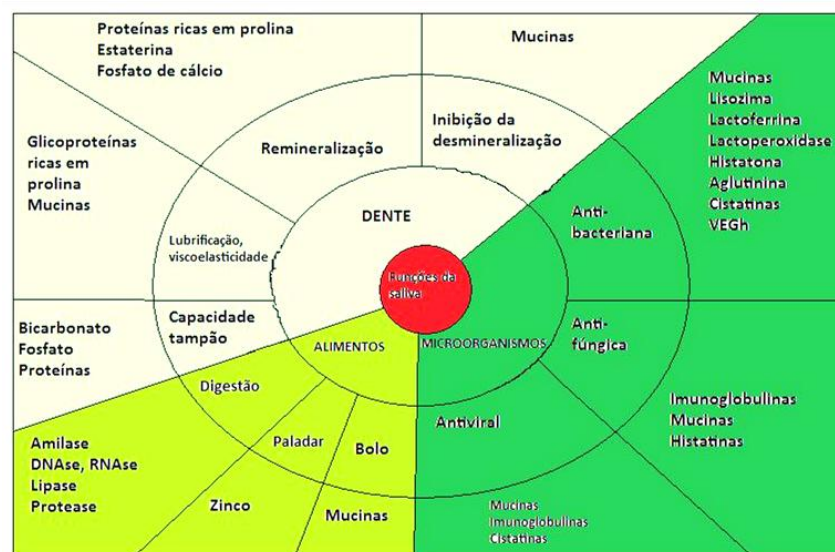 Proteínas ricas em prolina
Estaterina
Fosfato de cálcio
Mucinas
Mucinas
Lisozima
Lactoferrina
Lactoperoxidase
Histatona
Aglutinina
Cistatinas
VEGh
Glicoproteínas
ricas em
prolina
Mucinas
Remineralização
Inibição da
desmineralização
DENTE
Anti-
bacteriana
Lubrificação,
viscoelasticidade
Funções da
saliva
Bicarbonato
Fosfato
Proteínas
Capacidade
tampão
ALIMENTOS
MICROORGANISMOS
Anti-
fúngica
Digestão
Imunoglobulinas
Mucinas
Histatinas
Antiviral
Paladar
Bolo
Amilase
DNAse, RNAse
Lipase
Protease
Zinco
Mucinas
Mucinas
Imunoglobulinas
Cistatinas